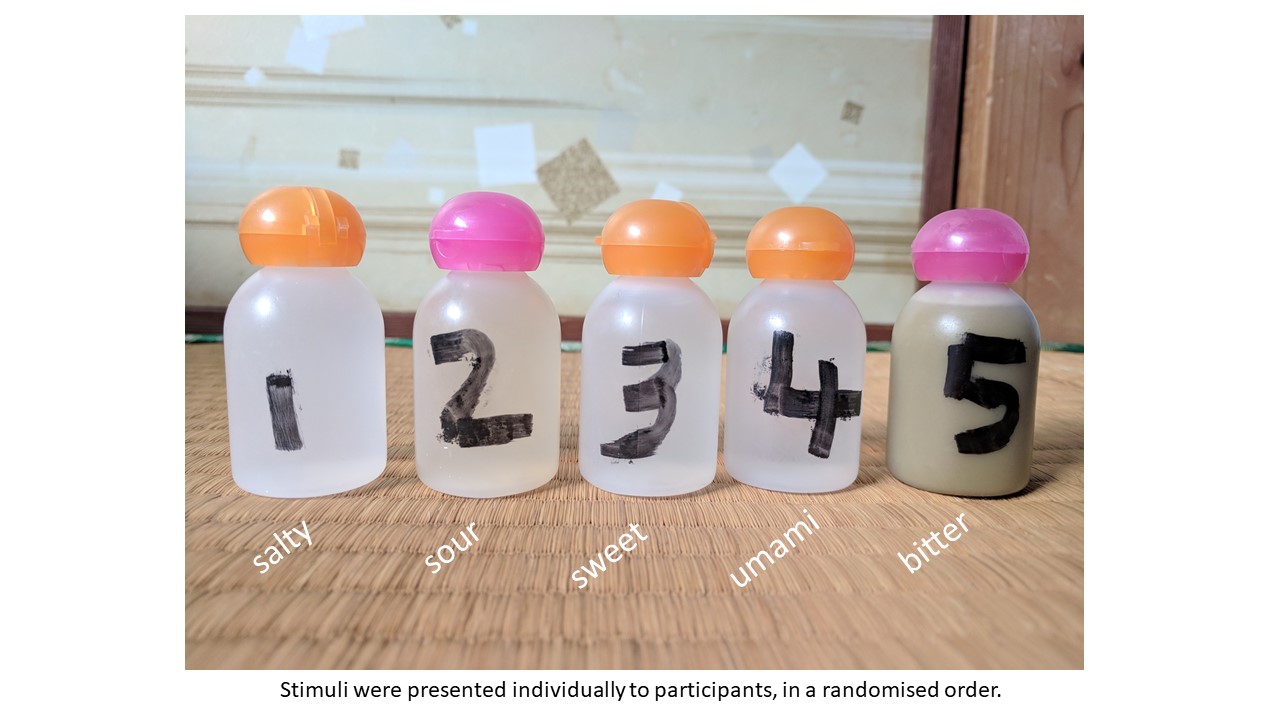 1 2 3 4 5
salty sour sweet umami bitter
Stimuli were presented individually to participants, in a randomised order.